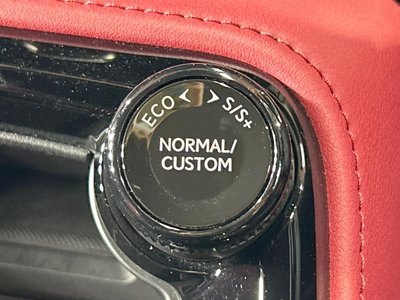 ECO < > S/S+
NORMAL/
CUSTOM